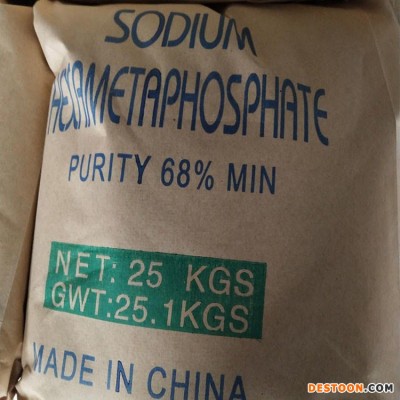 SODIUM
HEXAMETAPHOSPHATE
PURITY 68% MIN
NET: 25 KGS
GWT:25.1KGS
MADE IN CHINA
DESTOON.COM